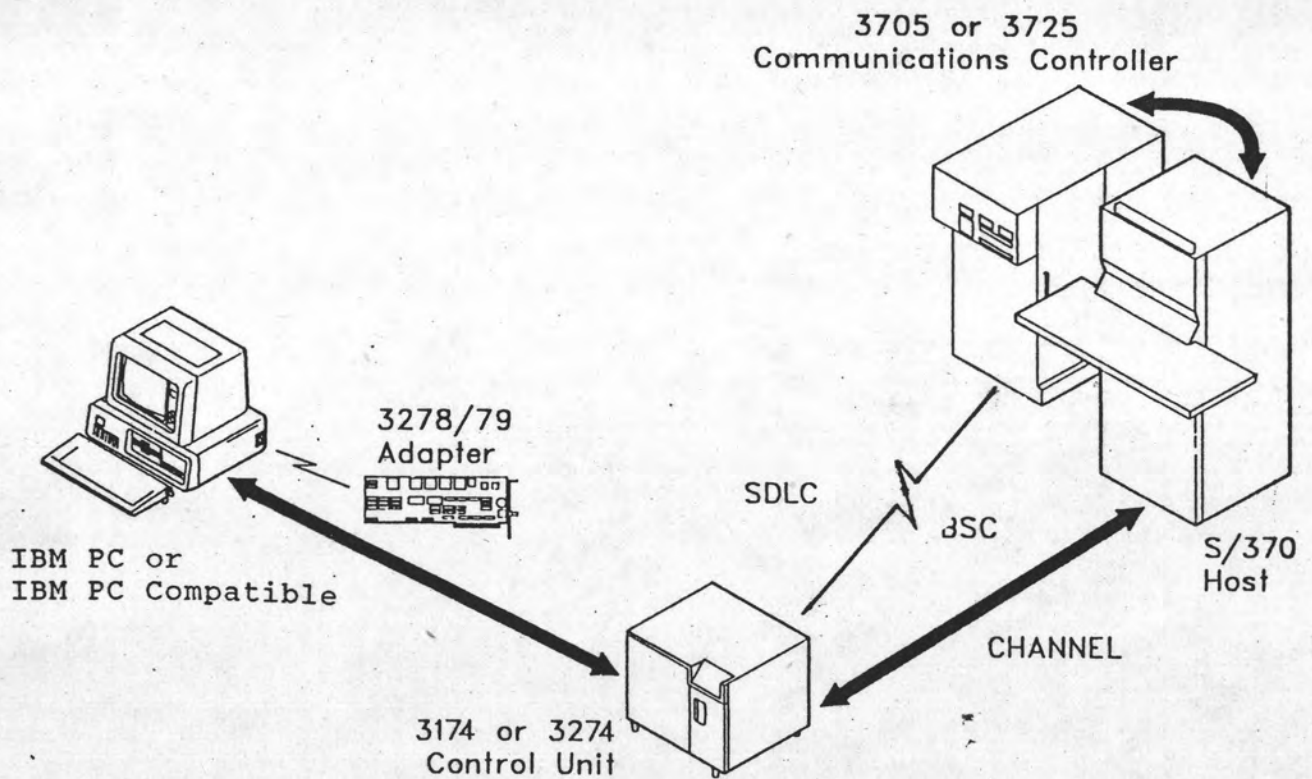 3705 or 3725
Communications Controller
3278/79
Adapter
SDLC
BSC
IBM PC or
IBM PC Compatible
S/370
Host
CHANNEL
3174 or 3274
Control Unit